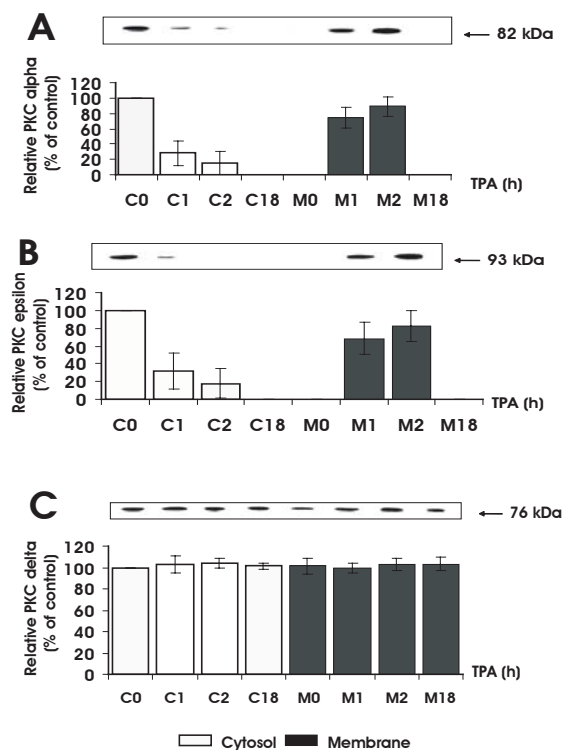 A
82 kDa
Relative PKC alpha
(% of control)
120
100
80
60
40
20
0
C0 C1 C2 C18 M0 M1 M2 M18
TPA (h)
B
93 kDa
Relative PKC epsilon
(% of control)
120
100
80
60
40
20
0
C0 C1 C2 C18 M0 M1 M2 M18
TPA (h)
C
76 kDa
Relative PKC delta
(% of control)
120
100
80
60
40
20
0
C0 C1 C2 C18 M0 M1 M2 M18
TPA (h)
Cytosol Membrane